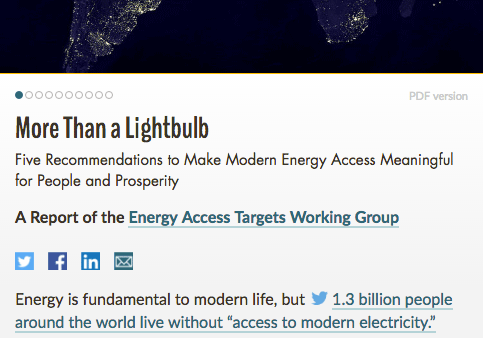 PDF version
More Than a Lightbulb
Five Recommendations to Make Modern Energy Access Meaningful
for People and Prosperity
A Report of the Energy Access Targets Working Group
Energy is fundamental to modern life, but 1.3 billion people
around the world live without “access to modern electricity.”